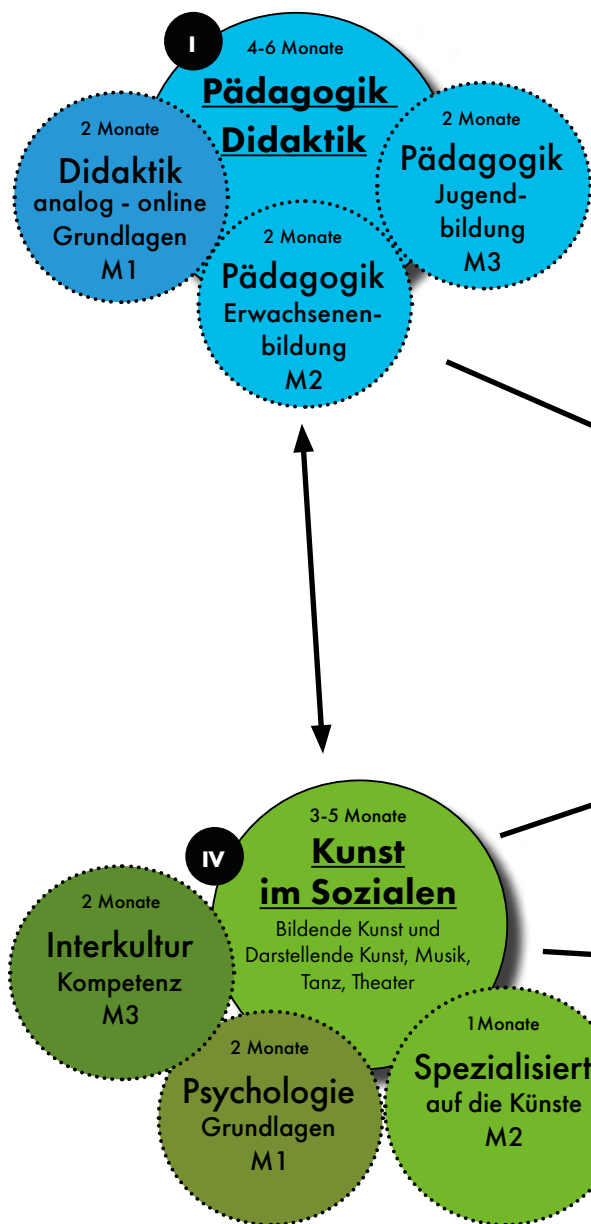 I
4-6 Monate
Pädagogik
Didaktik
2 Monate
Didaktik
analog - online
Grundlagen
M1
2 Monate
Pädagogik
Erwachsenen-
bildung
M2
2 Monate
Pädagogik
Jugend-
bildung
M3
IV
3-5 Monate
Kunst
im Sozialen
Bildende Kunst und
Darstellende Kunst, Musik,
Tanz, Theater
2 Monate
Interkultur
Kompetenz
M3
2 Monate
Psychologie
Grundlagen
M1
1Monate
Spezialisiert
auf die Künste
M2